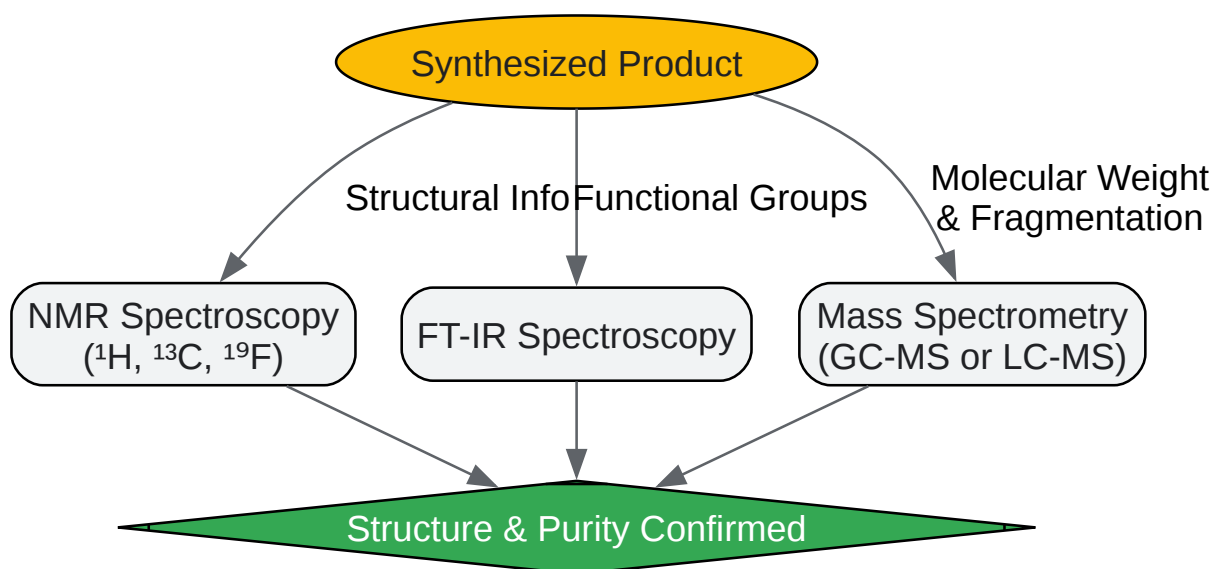 Synthesized Product
Structural Info
Functional Groups
Molecular Weight
& Fragmentation
NMR Spectroscopy
(¹H, ¹³C, ¹⁹F)
FT-IR Spectroscopy
Mass Spectrometry
(GC-MS or LC-MS)
Structure & Purity Confirmed